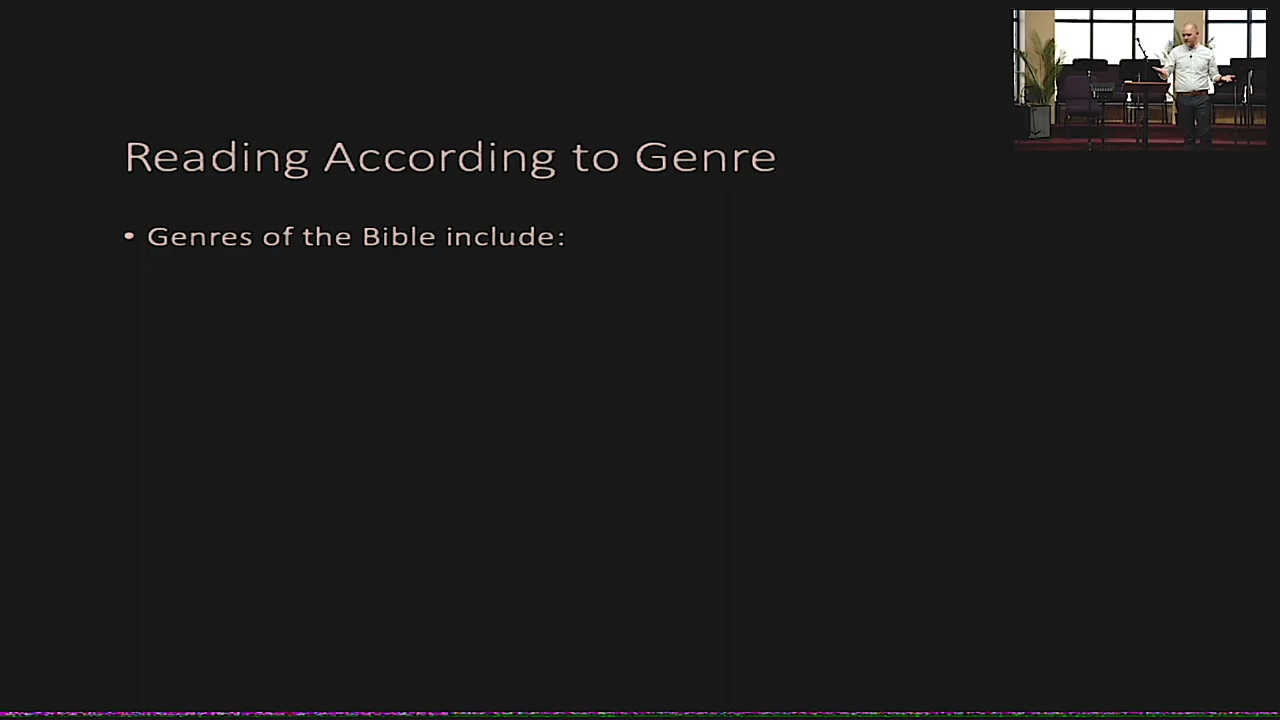 Reading According to Genre
• Genres of the Bible include: